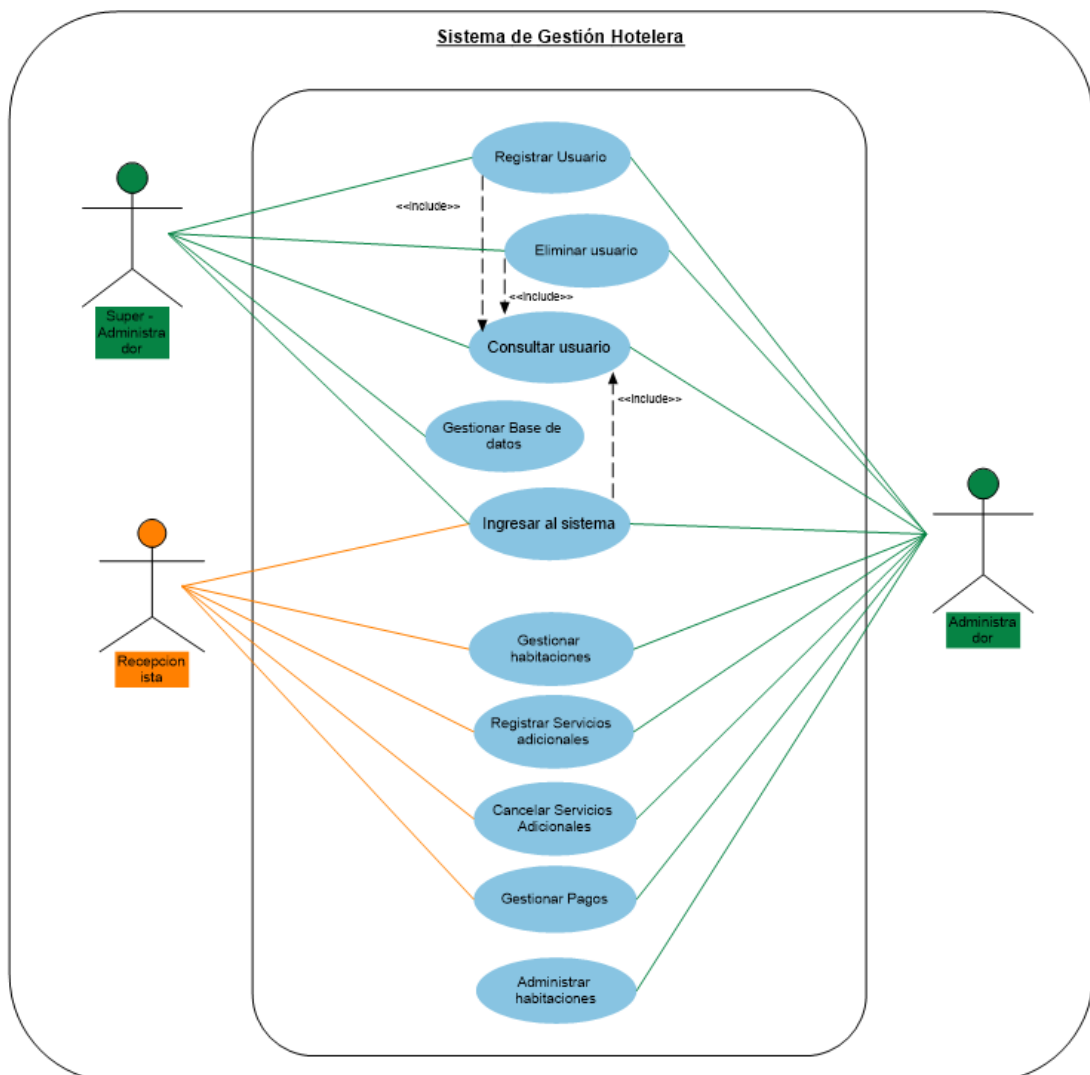 Sistema de Gestión Hotelera
Registrar Usuario
<<Include>>
Eliminar usuario
<<Include>>
Super -
Administra
dor
Consultar usuario
<<Include>>
Gestionar Base de
datos
Ingresar al sistema
Recepcion
ista
Administra
dor
Gestionar
habitaciones
Registrar Servicios
adicionales
Cancelar Servicios
Adicionales
Gestionar Pagos
Administrar
habitaciones